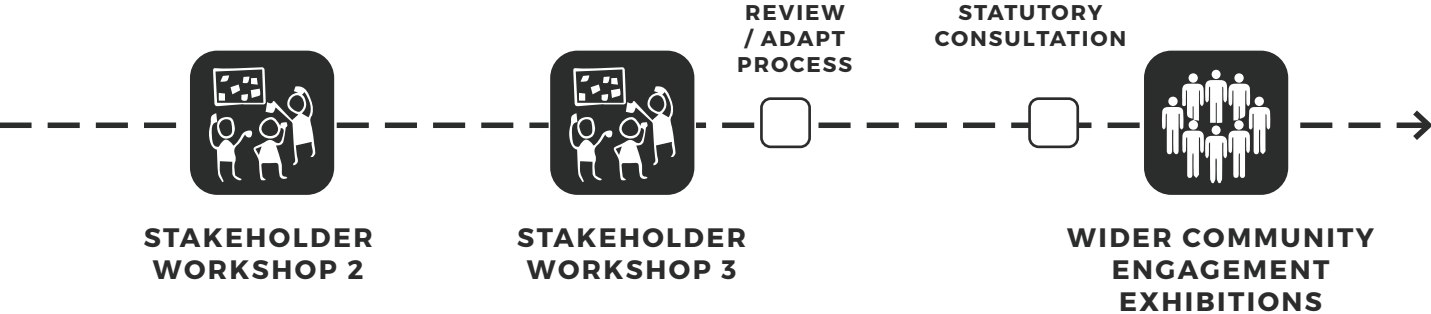 REVIEW
/ ADAPT
PROCESS
STATUTORY
CONSULTATION
STAKEHOLDER
WORKSHOP 2
STAKEHOLDER
WORKSHOP 3
WIDER COMMUNITY
ENGAGEMENT
EXHIBITIONS